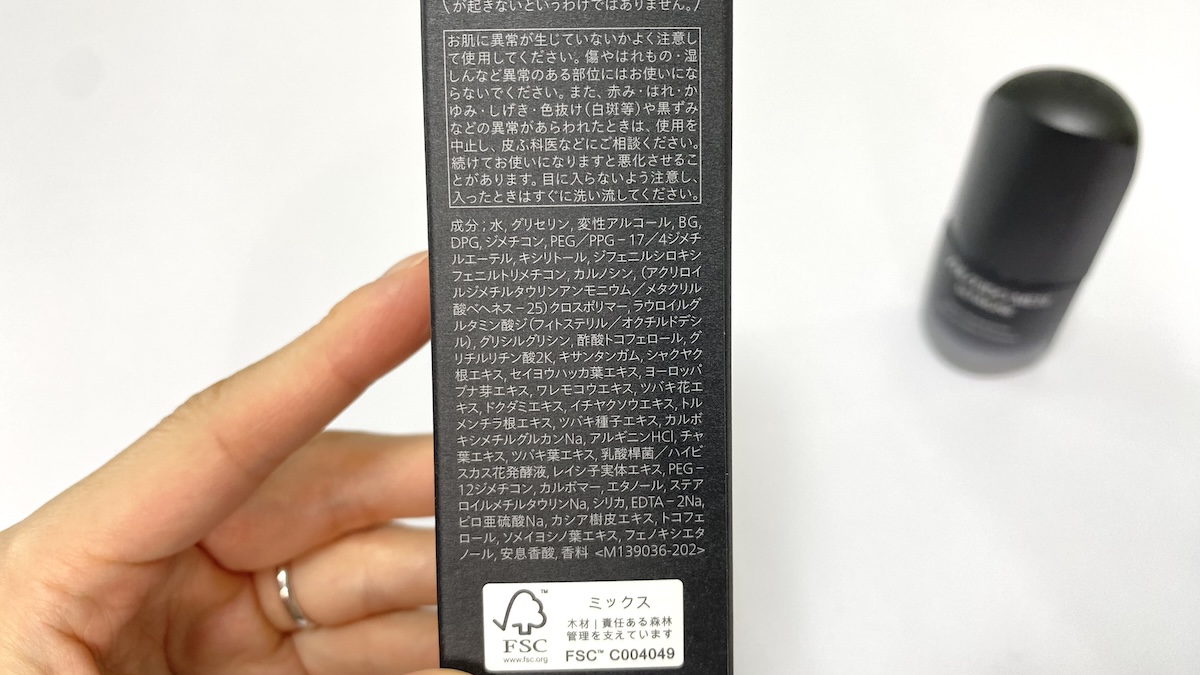 が起きないというわけではありません。
お肌に異常が生じていないかよく注意し
て使用してください。傷やはれもの・湿
しんなど異常のある部位にはお使いにな
らないでください。また、赤み・はれ・か
ゆみ・しげき・色抜け(白斑等)や黒ずみ
などの異常があらわれたときは、使用を
中止し、皮ふ科医などにご相談ください。
続けてお使いになりますと悪化させるこ
とがあります。目に入らないよう注意し、
入ったときはすぐに洗い流してください。
成分;水, グリセリン, 変性アルコール, BG,
DPG, ジメチコン, PEG/PPG-17/4ジメチ
ルエーテル, キシリトール, ジフェニルシロキシ
フェニルトリメチコン, カルノシン, (アクリロイ
ルジメチルタウリンアンモニウム/メタクリル
酸ベヘネス-25)クロスポリマー, ラウロイルグ
ルタミン酸ジ(フィトステリル/オクチルドデシ
ル), グリシルグリシン, 酢酸トコフェロール, グ
リチルリチン酸2K, キサンタンガム, シャクヤク
根エキス, セイヨウハッカ葉エキス, ヨーロッパ
ブナ芽エキス, ワレモコウエキス, ツバキ花エ
キス, ドクダミエキス, イチヤクソウエキス, トル
メンチラ根エキス, ツバキ種子エキス, カルボ
キシメチルグルカンNa, アルギニンHCl, チャ
葉エキス, ツバキ葉エキス, 乳酸桿菌/ハイビ
スカス花発酵液, レイシ子実体エキス, PEG-
12ジメチコン, カルボマー, エタノール, ステア
ロイルメチルタウリンNa, シリカ, EDTA-2Na,
ピロ亜硫酸Na, カシア樹皮エキス, トコフェ
ロール, ソメイヨシノ葉エキス, フェノキシエタ
ノール, 安息香酸, 香料 <M139036-202>
FSC
www.fsc.org
ミックス
木材|責任ある森林
管理を支えています
FSC™ C004049